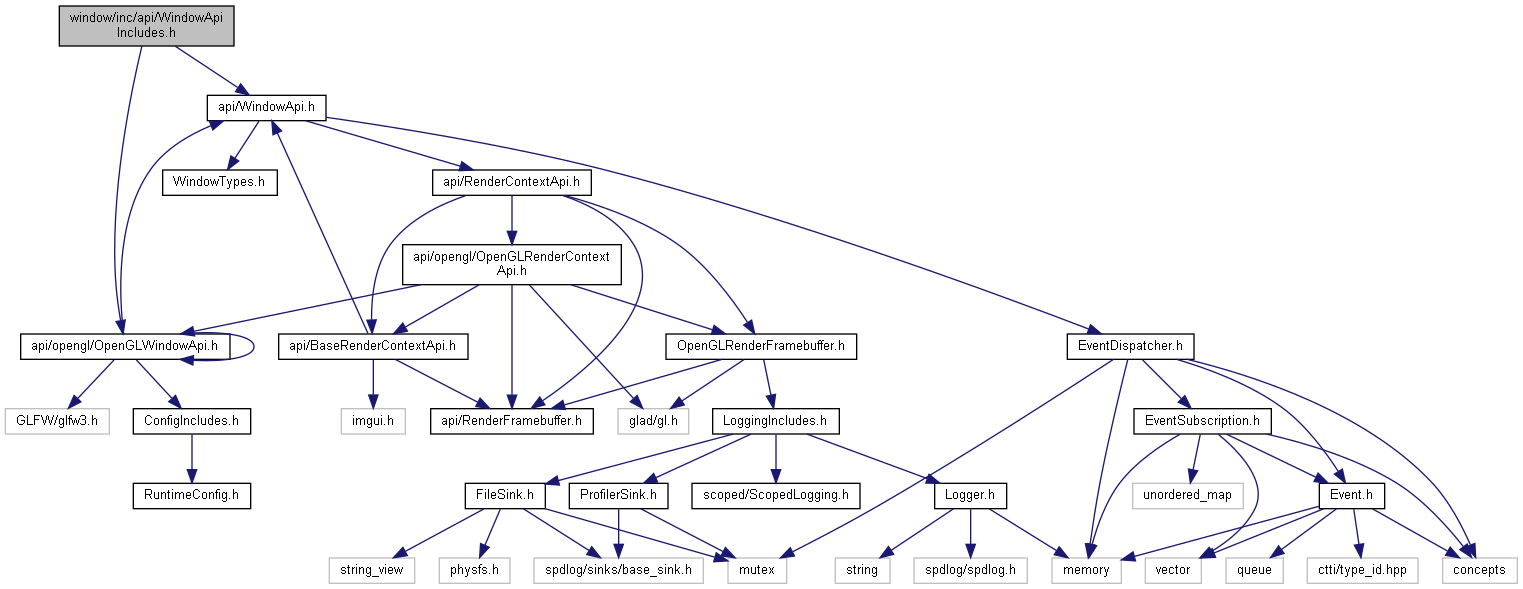 window/inc/api/WindowApi
Includes.h
api/WindowApi.h
WindowTypes.h
api/RenderContextApi.h
api/opengl/OpenGLRenderContext
Api.h
api/opengl/OpenGLWindowApi.h
api/BaseRenderContextApi.h
OpenGLRenderFramebuffer.h
EventDispatcher.h
GLFW/glfw3.h
ConfigIncludes.h
imgui.h
api/RenderFramebuffer.h
glad/gl.h
LoggingIncludes.h
EventSubscription.h
RuntimeConfig.h
FileSink.h
ProfilerSink.h
scoped/ScopedLogging.h
Logger.h
unordered_map
Event.h
string_view
physfs.h
spdlog/sinks/base_sink.h
mutex
string
spdlog/spdlog.h
memory
vector
queue
ctti/type_id.hpp
concepts